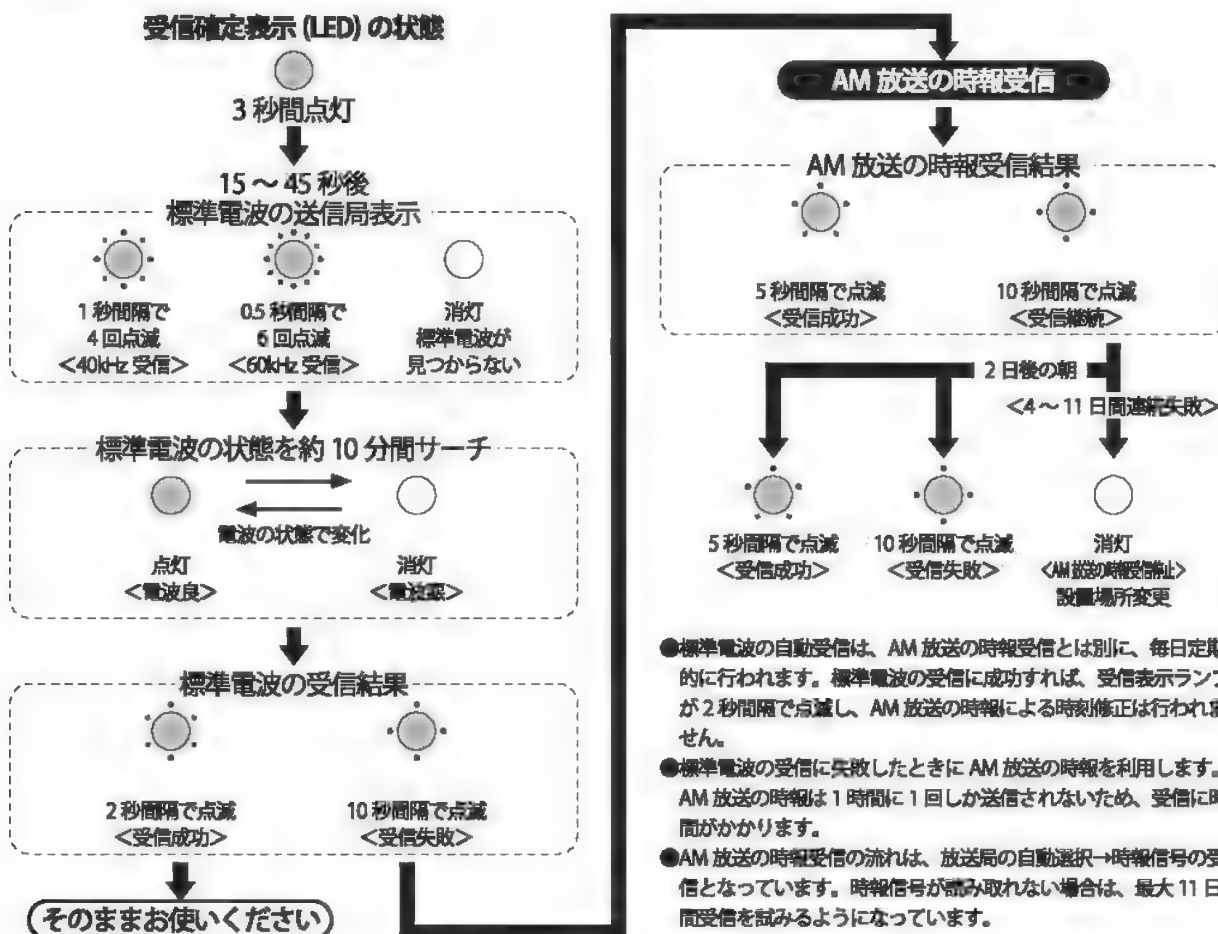 受信確定表示 (LED) の状態
3 秒間点灯
15 ～ 45 秒後
標準電波の送信局表示
1 秒間隔で
4 回点滅
＜40kHz 受信＞
0.5 秒間隔で
6 回点滅
＜60kHz 受信＞
消灯
標準電波が
見つからない
標準電波の状態を約 10 分間サーチ
電波の状態で変化
点灯
＜電波良＞
消灯
＜電波悪＞
標準電波の受信結果
2 秒間隔で点滅
＜受信成功＞
10 秒間隔で点滅
＜受信失敗＞
そのままお使いください
AM 放送の時報受信
AM 放送の時報受信結果
5 秒間隔で点滅
＜受信成功＞
10 秒間隔で点滅
＜受信継続＞
2 日後の朝
＜4 ～ 11 日間連続失敗＞
5 秒間隔で点滅
＜受信成功＞
10 秒間隔で点滅
＜受信失敗＞
消灯
＜AM 放送の時報受信停止＞
設置場所変更
●標準電波の自動受信は、AM 放送の時報受信とは別に、毎日定期
的に行われます。標準電波の受信に成功すれば、受信表示ランプ
が 2 秒間隔で点滅し、AM 放送の時報による時刻修正は行われま
せん。
●標準電波の受信に失敗したときに AM 放送の時報を利用します。
AM 放送の時報は 1 時間に 1 回しか送信されないため、受信に時
間がかかります。
●AM 放送の時報受信の流れは、放送局の自動選択→時報信号の受
信となっています。時報信号が読み取れない場合は、最大 11 日
間受信を試みるようになっています。